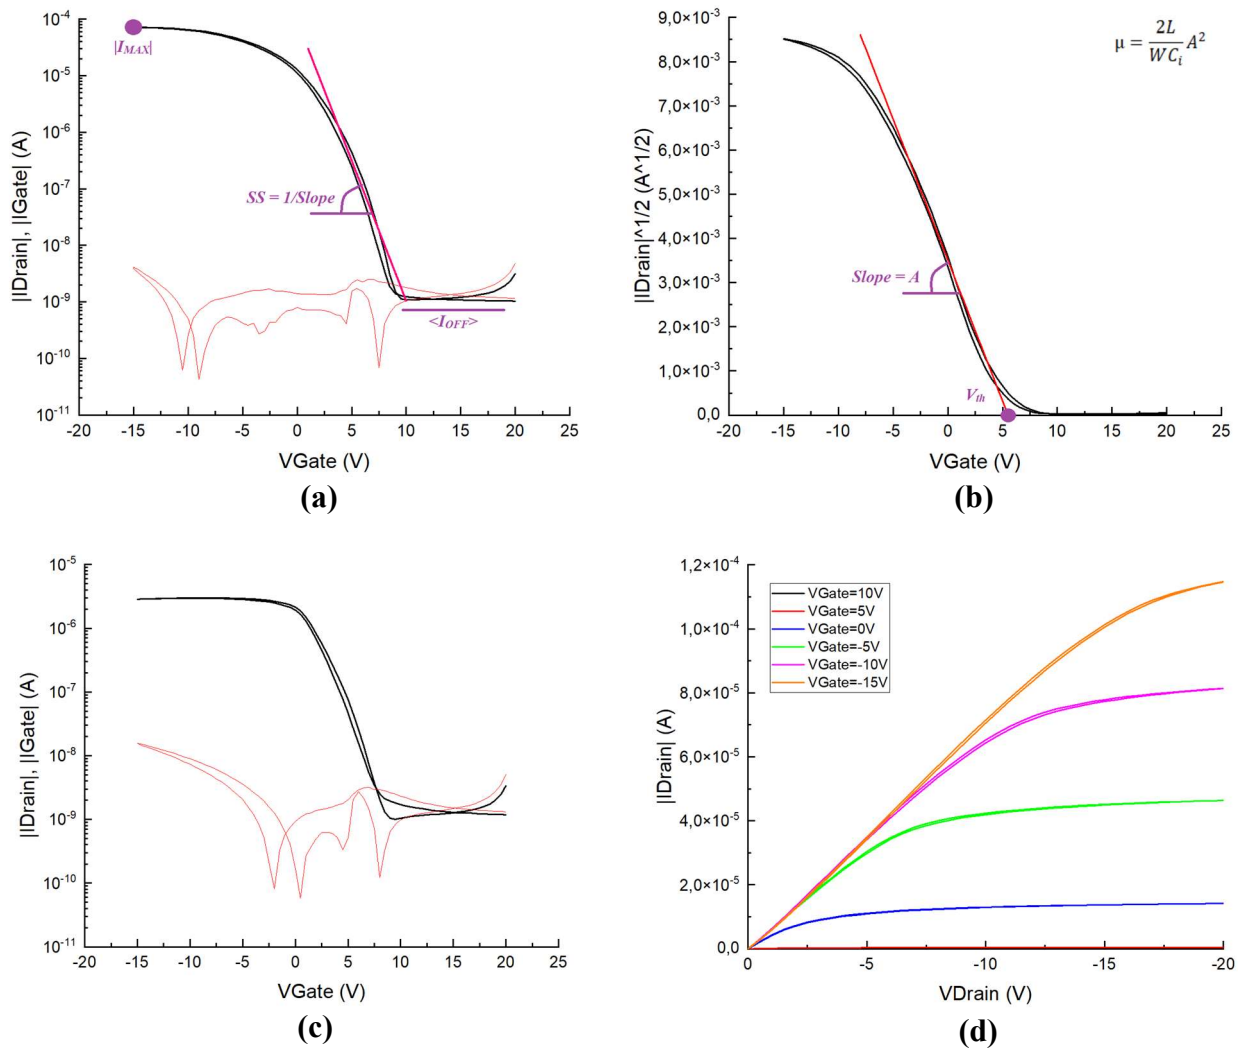 10⁻⁴
10⁻⁵
10⁻⁶
10⁻⁷
10⁻⁸
10⁻⁹
10⁻¹⁰
10⁻¹¹
|IDrain|, |IGate| (A)
|I_MAX|
SS = 1/Slope
<I_OFF>
-20 -15 -10 -5 0 5 10 15 20 25
VGate (V)
(a)
9,0×10⁻³
8,0×10⁻³
7,0×10⁻³
6,0×10⁻³
5,0×10⁻³
4,0×10⁻³
3,0×10⁻³
2,0×10⁻³
1,0×10⁻³
0,0
|IDrain|^1/2 (A^1/2)
μ = 2L/WC_i A²
Slope = A
V_th
-20 -15 -10 -5 0 5 10 15 20 25
VGate (V)
(b)
10⁻⁵
10⁻⁶
10⁻⁷
10⁻⁸
10⁻⁹
10⁻¹⁰
10⁻¹¹
|IDrain|, |IGate| (A)
-20 -15 -10 -5 0 5 10 15 20 25
VGate (V)
(c)
1,2×10⁻⁴
1,0×10⁻⁴
8,0×10⁻⁵
6,0×10⁻⁵
4,0×10⁻⁵
2,0×10⁻⁵
0,0
|IDrain| (A)
VGate=10V
VGate=5V
VGate=0V
VGate=-5V
VGate=-10V
VGate=-15V
0 -5 -10 -15 -20
VDrain (V)
(d)